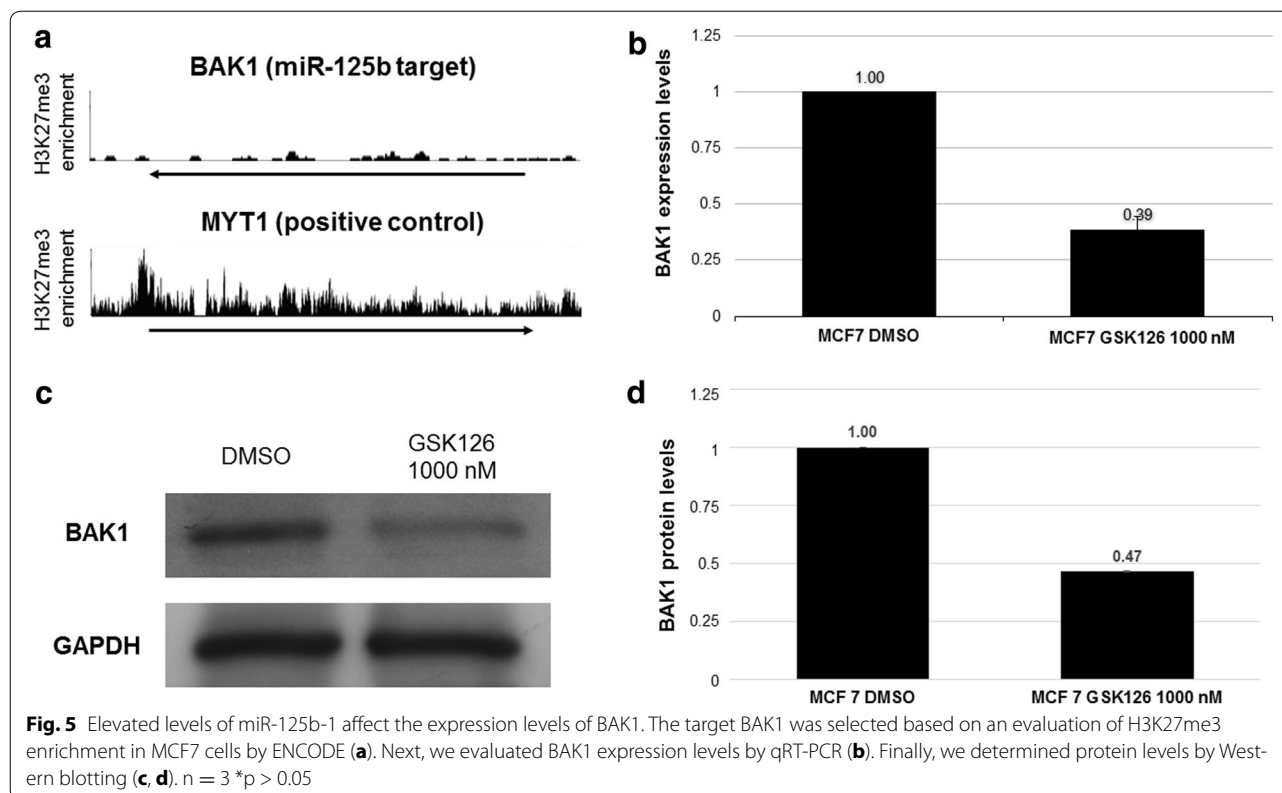 a
BAK1 (miR-125b target)
H3K27me3
enrichment
MYT1 (positive control)
H3K27me3
enrichment
b
BAK1 expression levels
1.25
1
0.75
0.5
0.25
0
1.00
0.39
MCF7 DMSO
MCF7 GSK126 1000 nM
c
DMSO
GSK126
1000 nM
BAK1
GAPDH
d
BAK1 protein levels
1.25
1
0.75
0.5
0.25
0
1.00
0.47
MCF 7 DMSO
MCF 7 GSK126 1000 nM
Fig. 5 Elevated levels of miR-125b-1 affect the expression levels of BAK1. The target BAK1 was selected based on an evaluation of H3K27me3
enrichment in MCF7 cells by ENCODE (a). Next, we evaluated BAK1 expression levels by qRT-PCR (b). Finally, we determined protein levels by West-
ern blotting (c, d). n = 3 *p > 0.05